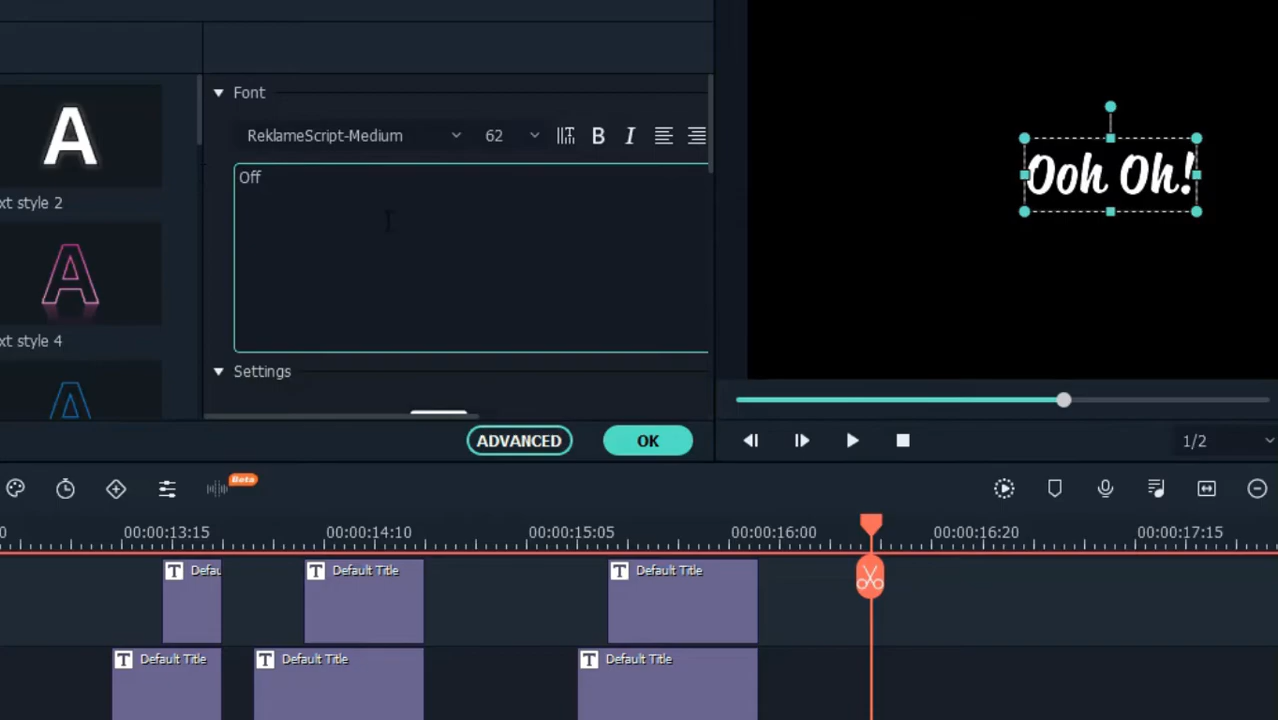 A
xt style 2
A
xt style 4
A
Font
ReklameScript-Medium 62 B I
Off
Settings
ADVANCED OK
Ooh Oh!
1/2
Beta
0 00:00:13:15 00:00:14:10 00:00:15:05 00:00:16:00 00:00:16:20 00:00:17:15
T Defau T Default Title T Default Title
T Default Title T Default Title T Default Title